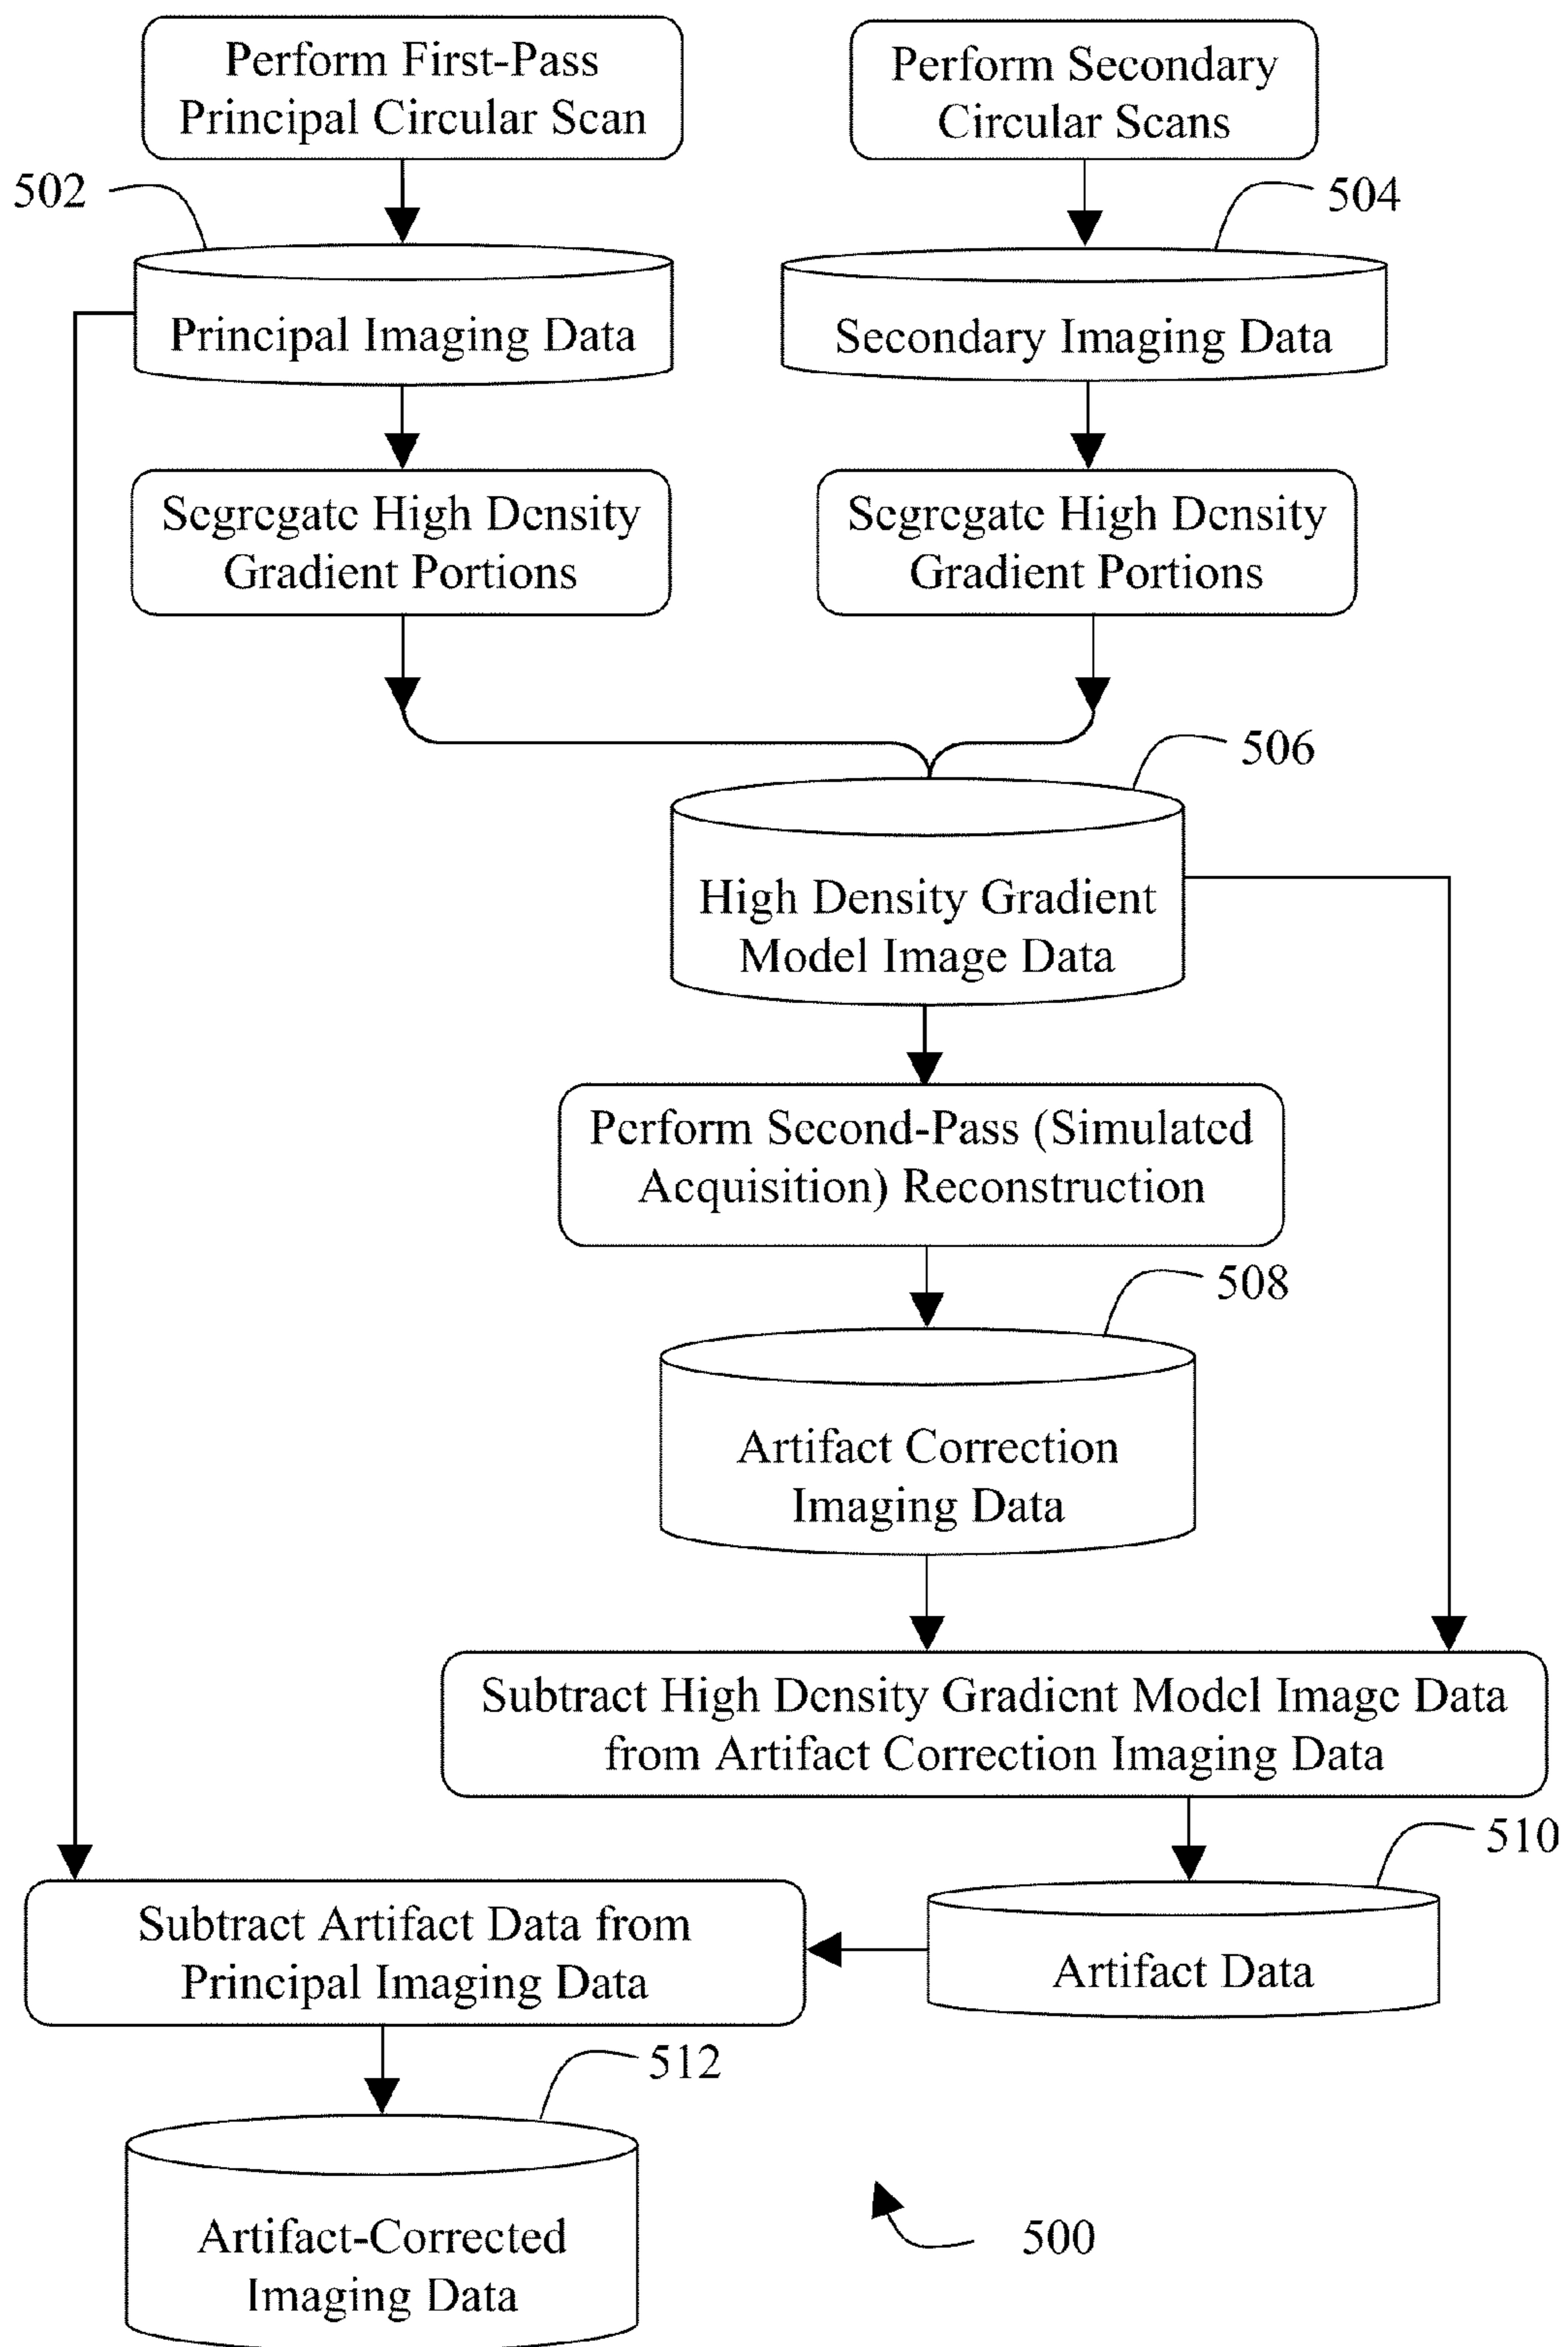 Perform First-Pass
Principal Circular Scan
Perform Secondary
Circular Scans
502
504
Principal Imaging Data
Secondary Imaging Data
Segregate High Density
Gradient Portions
Segregate High Density
Gradient Portions
506
High Density Gradient
Model Image Data
Perform Second-Pass (Simulated
Acquisition) Reconstruction
508
Artifact Correction
Imaging Data
Subtract High Density Gradient Model Image Data
from Artifact Correction Imaging Data
510
Subtract Artifact Data from
Principal Imaging Data
Artifact Data
512
Artifact-Corrected
Imaging Data
500